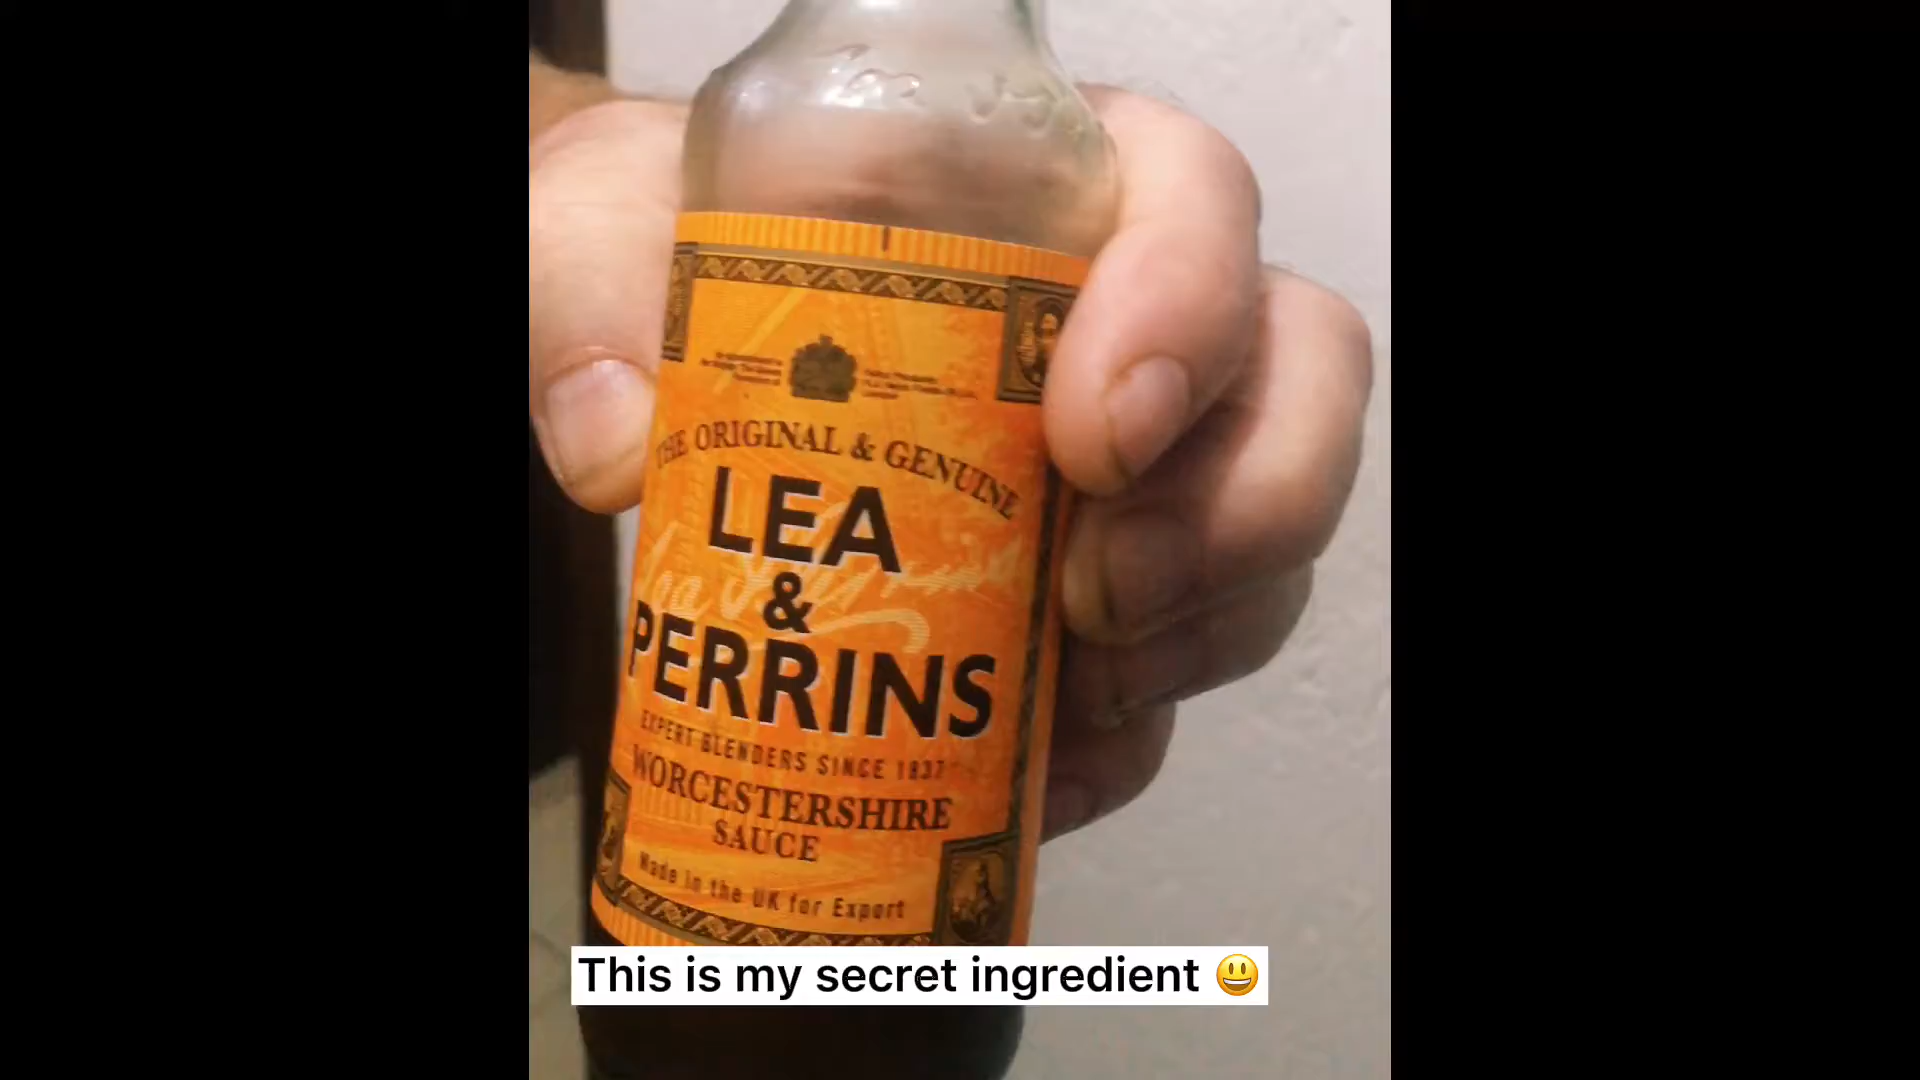 THE ORIGINAL & GENUINE
LEA
&
PERRINS
EXPERT BLENDERS SINCE 1837
WORCESTERSHIRE
SAUCE
Made in the UK for Export
This is my secret ingredient 😃